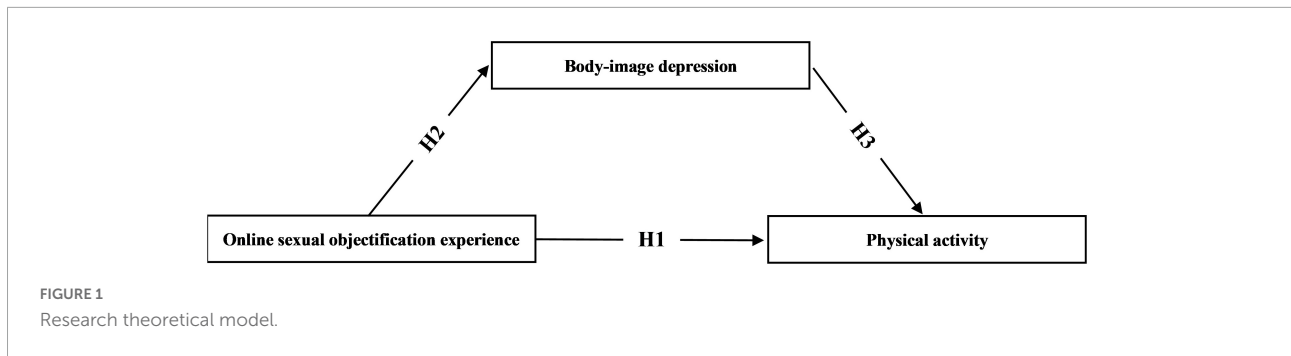 Body-image depression
H2
H3
Online sexual objectification experience
H1
Physical activity
FIGURE 1
Research theoretical model.